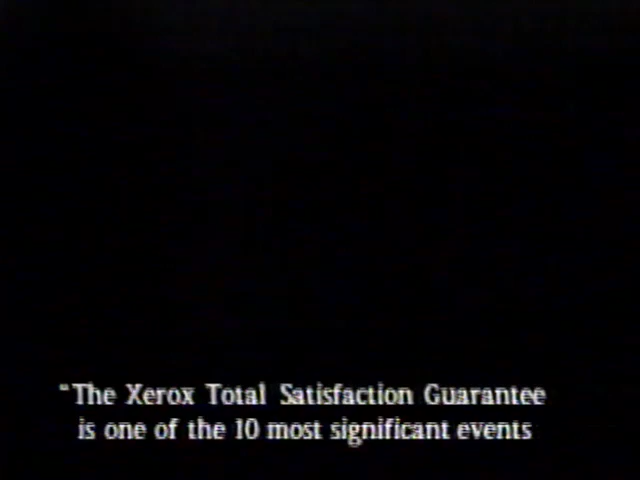 "The Xerox Total Satisfaction Guarantee
is one of the 10 most significant events